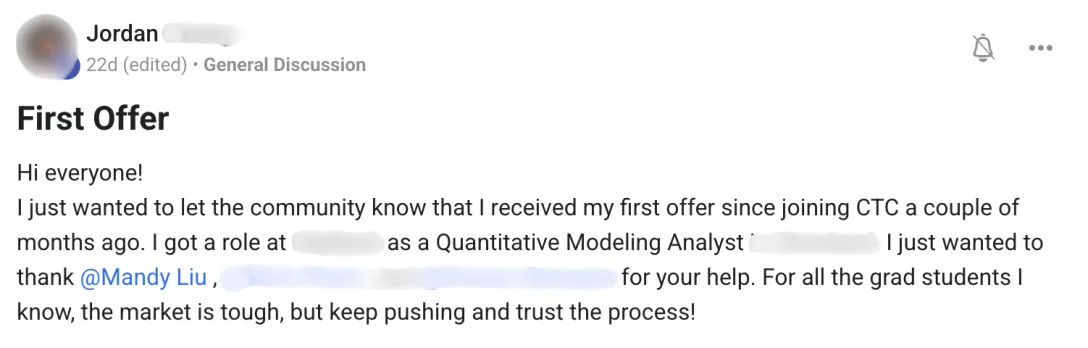 Jordan
22d (edited) • General Discussion
First Offer
Hi everyone!
I just wanted to let the community know that I received my first offer since joining CTC a couple of
months ago. I got a role at as a Quantitative Modeling Analyst I just wanted to
thank @Mandy Liu , for your help. For all the grad students I
know, the market is tough, but keep pushing and trust the process!